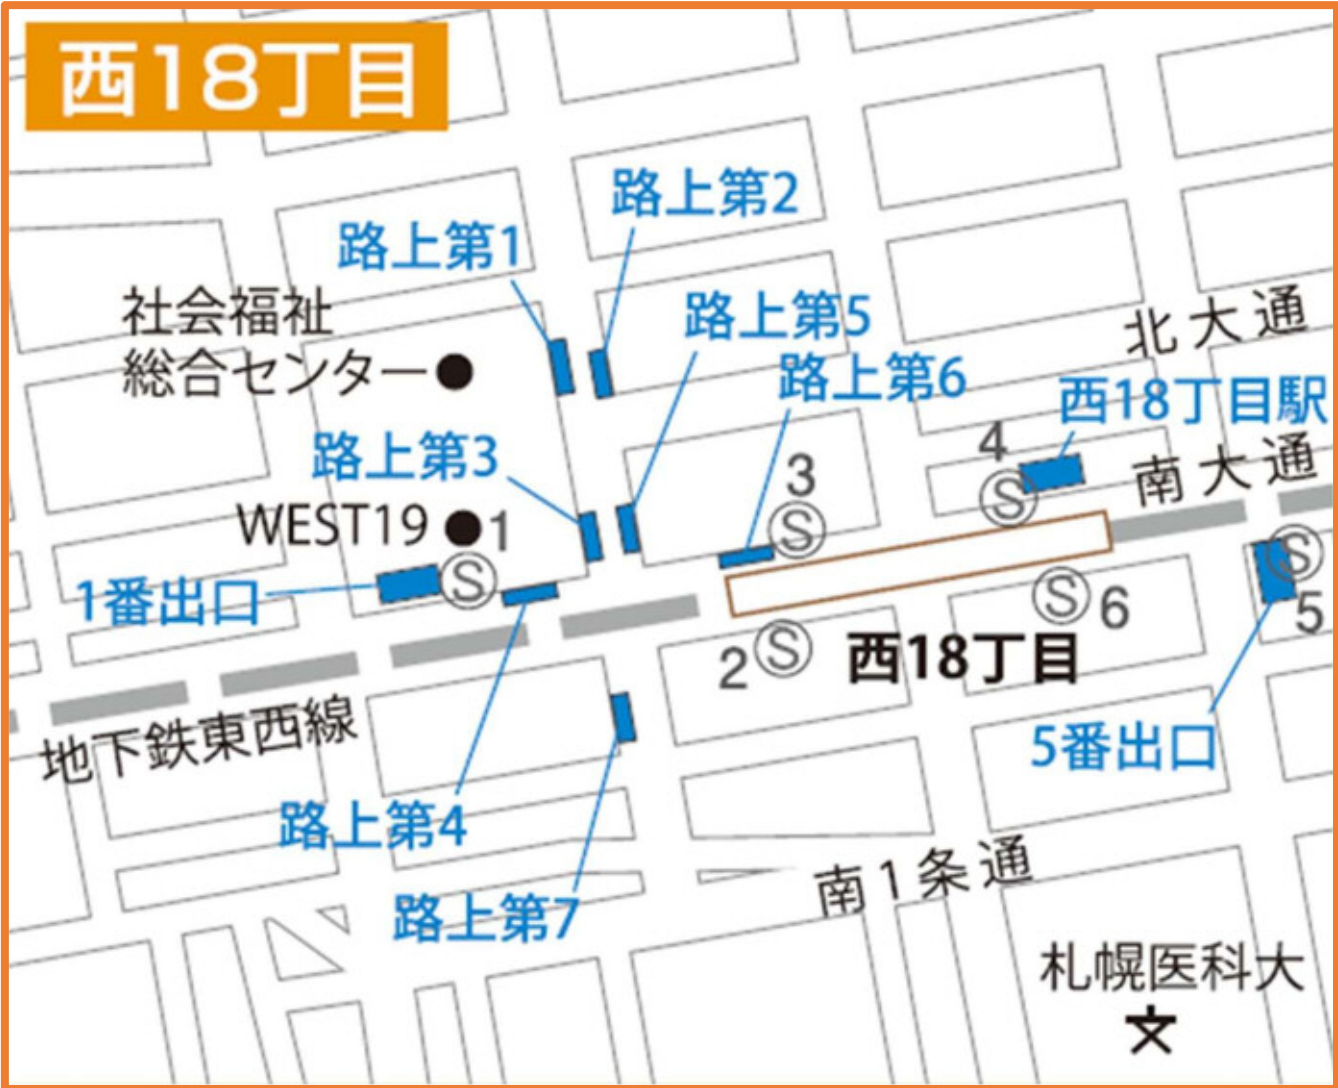 西18丁目
路上第2
路上第1
社会福祉
総合センター
路上第5
北大通
路上第6
西18丁目駅
4
南大通
路上第3
3
WEST19
1
1番出口
6
5
2
西18丁目
地下鉄東西線
5番出口
路上第4
南1条通
路上第7
札幌医科大
S
S
S
S
S
S
文